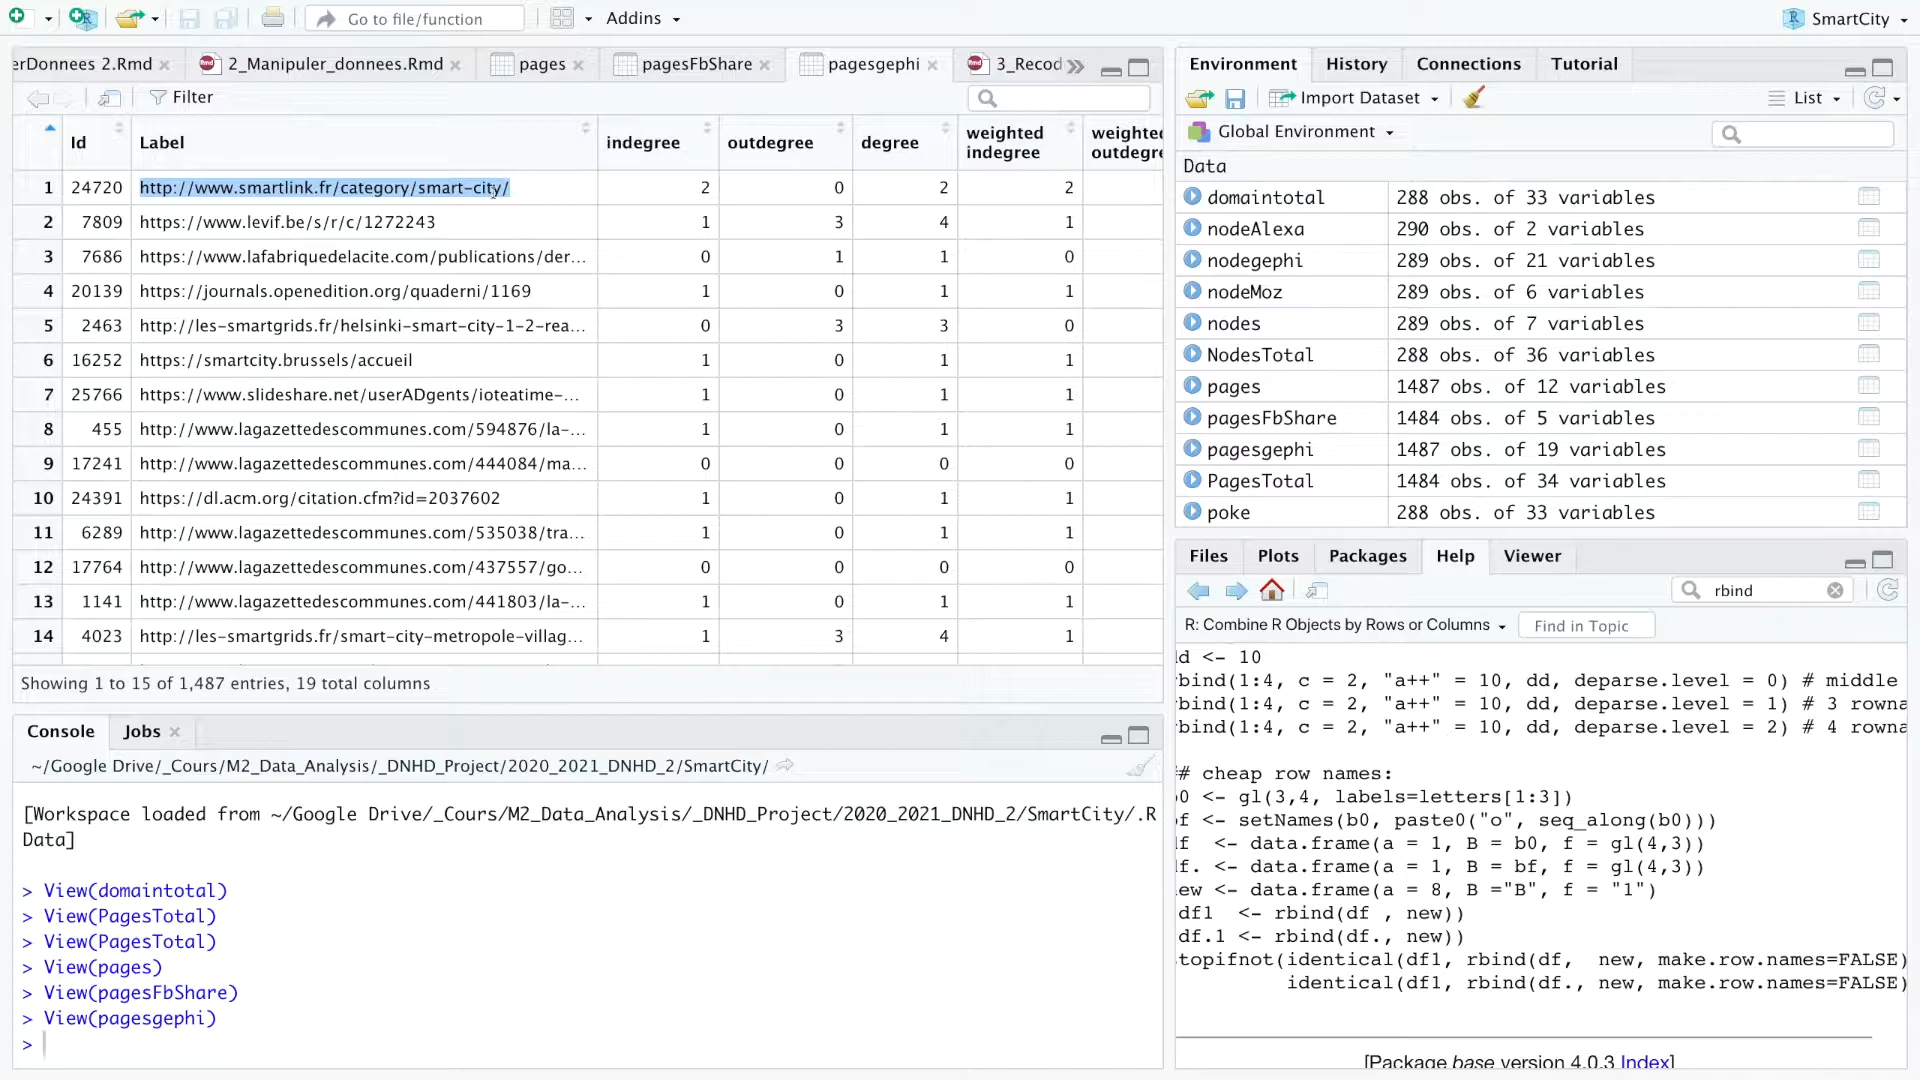 Go to file/function
Addins
SmartCity
erDonnees 2.Rmd
2_Manipuler_donnees.Rmd
pages
pagesFbShare
pagesgephi
3_Recod
Filter
Id Label indegree outdegree degree weighted indegree weighted outdegre
1 24720 http://www.smartlink.fr/category/smart-city/ 2 0 2 2
2 7809 https://www.levif.be/s/r/c/1272243 1 3 4 1
3 7686 https://www.lafabriquedelacite.com/publications/der... 0 1 1 0
4 20139 https://journals.openedition.org/quaderni/1169 1 0 1 1
5 2463 http://les-smartgrids.fr/helsinki-smart-city-1-2-rea... 0 3 3 0
6 16252 https://smartcity.brussels/accueil 1 0 1 1
7 25766 https://www.slideshare.net/userADgents/ioteatime-... 1 0 1 1
8 455 http://www.lagazettedescommunes.com/594876/la-... 1 0 1 1
9 17241 http://www.lagazettedescommunes.com/444084/ma... 0 0 0 0
10 24391 https://dl.acm.org/citation.cfm?id=2037602 1 0 1 1
11 6289 http://www.lagazettedescommunes.com/535038/tra... 1 0 1 1
12 17764 http://www.lagazettedescommunes.com/437557/go... 0 0 0 0
13 1141 http://www.lagazettedescommunes.com/441803/la-... 1 0 1 1
14 4023 http://les-smartgrids.fr/smart-city-metropole-villag... 1 3 4 1
Showing 1 to 15 of 1,487 entries, 19 total columns
Console Jobs
~/Google Drive/_Cours/M2_Data_Analysis/_DNHD_Project/2020_2021_DNHD_2/SmartCity/
[Workspace loaded from ~/Google Drive/_Cours/M2_Data_Analysis/_DNHD_Project/2020_2021_DNHD_2/SmartCity/.R
Data]
> View(domaintotal)
> View(PagesTotal)
> View(PagesTotal)
> View(pages)
> View(pagesFbShare)
> View(pagesgephi)
>
Environment History Connections Tutorial
Import Dataset
List
Global Environment
Data
domaintotal 288 obs. of 33 variables
nodeAlexa 290 obs. of 2 variables
nodegephi 289 obs. of 21 variables
nodeMoz 289 obs. of 6 variables
nodes 289 obs. of 7 variables
NodesTotal 288 obs. of 36 variables
pages 1487 obs. of 12 variables
pagesFbShare 1484 obs. of 5 variables
pagesgephi 1487 obs. of 19 variables
PagesTotal 1484 obs. of 34 variables
poke 288 obs. of 33 variables
Files Plots Packages Help Viewer
rbind
R: Combine R Objects by Rows or Columns
Find in Topic
dd <- 10
rbind(1:4, c = 2, "a++" = 10, dd, deparse.level = 0) # middle
rbind(1:4, c = 2, "a++" = 10, dd, deparse.level = 1) # 3 rowna
rbind(1:4, c = 2, "a++" = 10, dd, deparse.level = 2) # 4 rowna
## cheap row names:
b0 <- gl(3,4, labels=letters[1:3])
bf <- setNames(b0, paste0("o", seq_along(b0)))
df <- data.frame(a = 1, B = b0, f = gl(4,3))
df. <- data.frame(a = 1, B = bf, f = gl(4,3))
new <- data.frame(a = 8, B ="B", f = "1")
df1 <- rbind(df , new))
df.1 <- rbind(df., new))
stopifnot(identical(df1, rbind(df, new, make.row.names=FALSE)
identical(df1, rbind(df., new, make.row.names=FALSE)
[Package base version 4.0.3 Index]